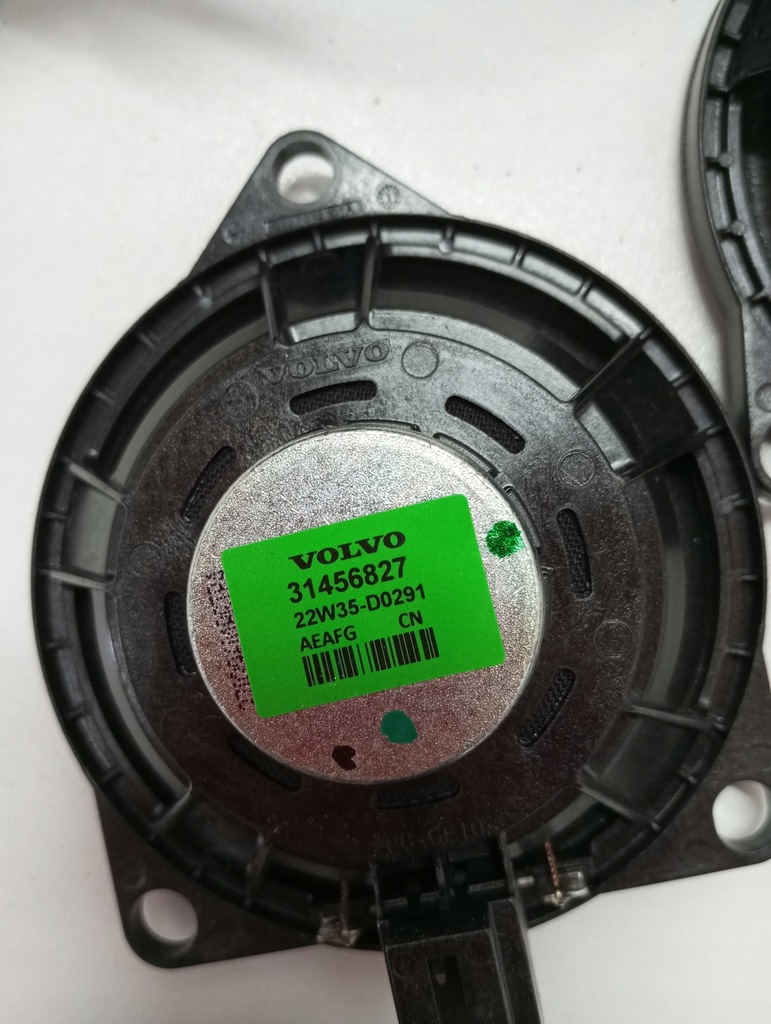 VOLVO
VOLVO
31456827
22W35-D0291
AEAFG CN